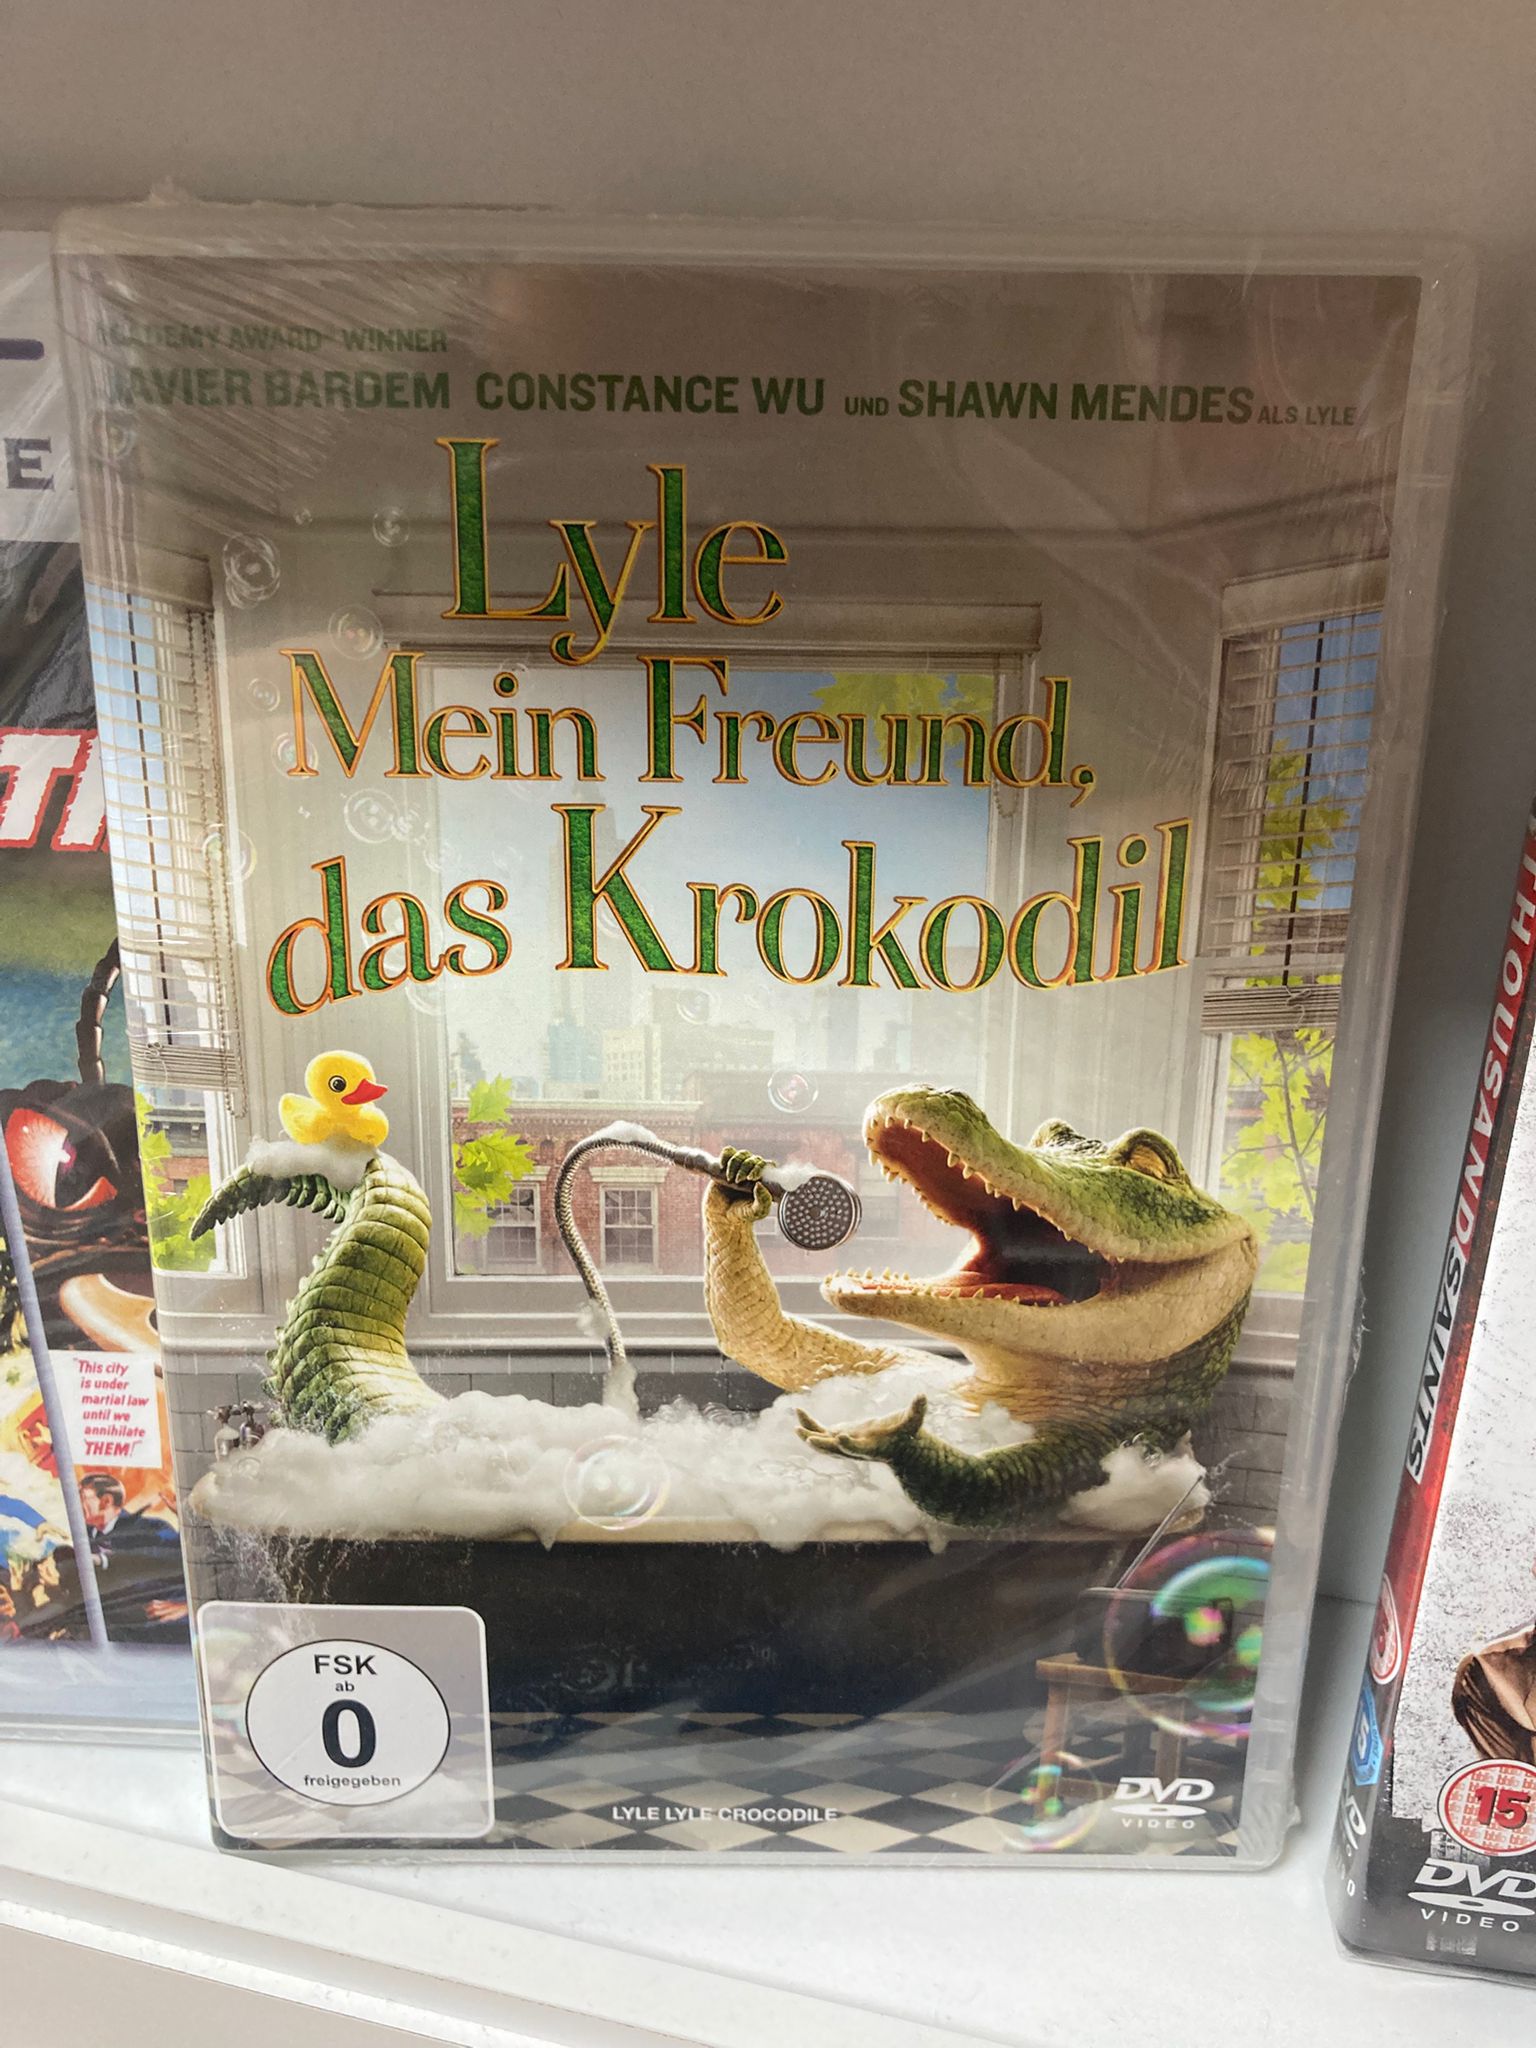 ACADEMY AWARD WINNER
JAVIER BARDEM CONSTANCE WU UND SHAWN MENDES ALS LYLE
Lyle
Mein Freund,
das Krokodil
FSK
ab
0
freigegeben
LYLE LYLE CROCODILE
DVD
VIDEO
E
"This city
is under
martial law
until we
annihilate
THEM!"
THOUSAND SAINTS
15
DVD
VIDEO